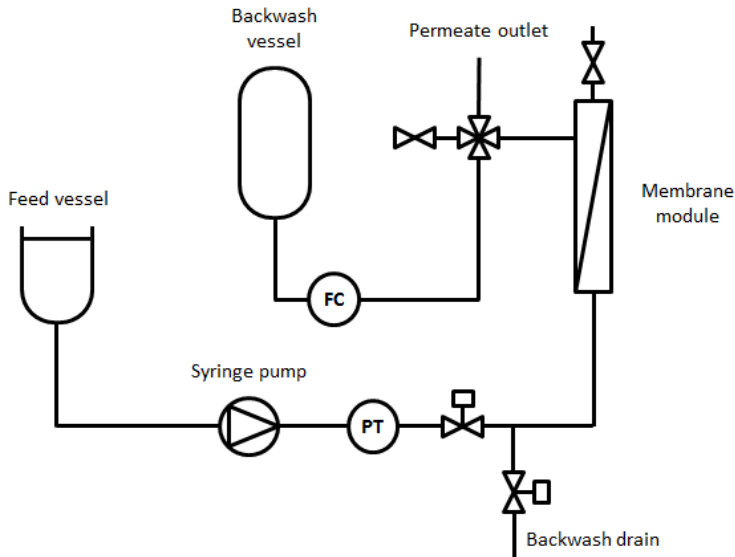 Backwash
vessel
Permeate outlet
Feed vessel
Membrane
module
FC
Syringe pump
PT
Backwash drain